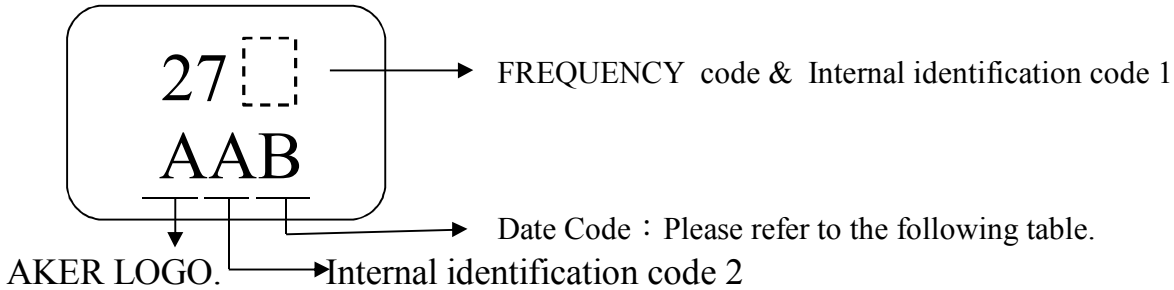 27
FREQUENCY code & Internal identification code 1
AAB
Date Code：Please refer to the following table.
AKER LOGO.
Internal identification code 2